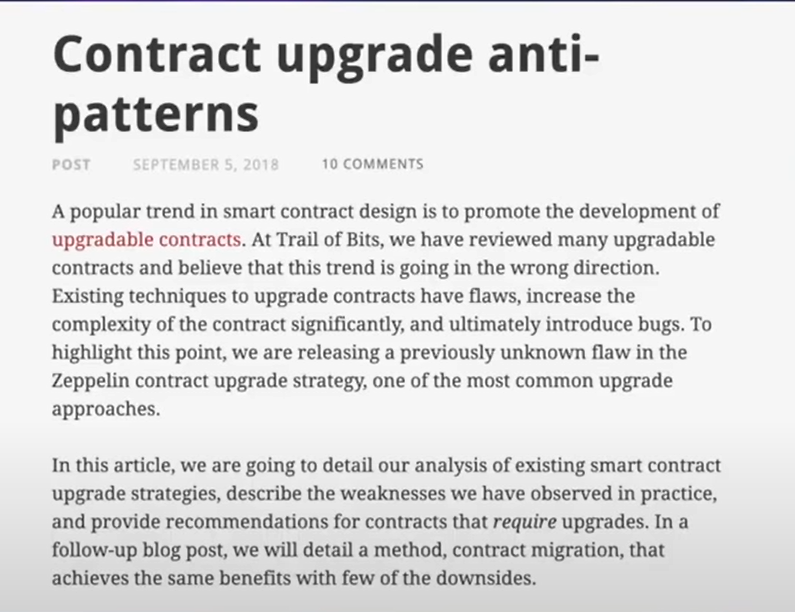 Contract upgrade anti-
patterns
POST SEPTEMBER 5, 2018 10 COMMENTS
A popular trend in smart contract design is to promote the development of
upgradable contracts. At Trail of Bits, we have reviewed many upgradable
contracts and believe that this trend is going in the wrong direction.
Existing techniques to upgrade contracts have flaws, increase the
complexity of the contract significantly, and ultimately introduce bugs. To
highlight this point, we are releasing a previously unknown flaw in the
Zeppelin contract upgrade strategy, one of the most common upgrade
approaches.
In this article, we are going to detail our analysis of existing smart contract
upgrade strategies, describe the weaknesses we have observed in practice,
and provide recommendations for contracts that require upgrades. In a
follow-up blog post, we will detail a method, contract migration, that
achieves the same benefits with few of the downsides.